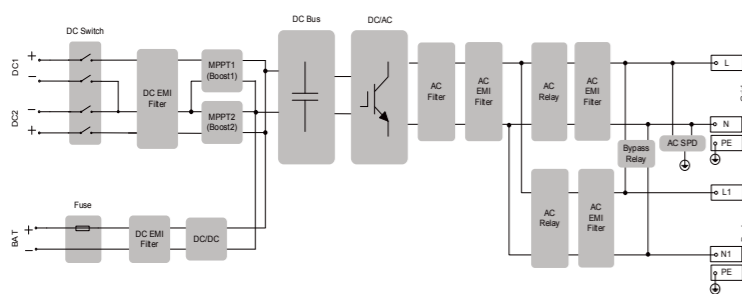 DC Switch
DC Bus
DC/AC
DC1
+
−
DC2
−
+
DC EMI
Filter
MPPT1
(Boost1)
MPPT2
(Boost2)
AC
Filter
AC
EMI
Filter
AC
Relay
AC
EMI
Filter
L
N
PE
Bypass
Relay
AC SPD
Fuse
BAT
+
−
DC EMI
Filter
DC/DC
AC
Relay
AC
EMI
Filter
L1
N1
PE